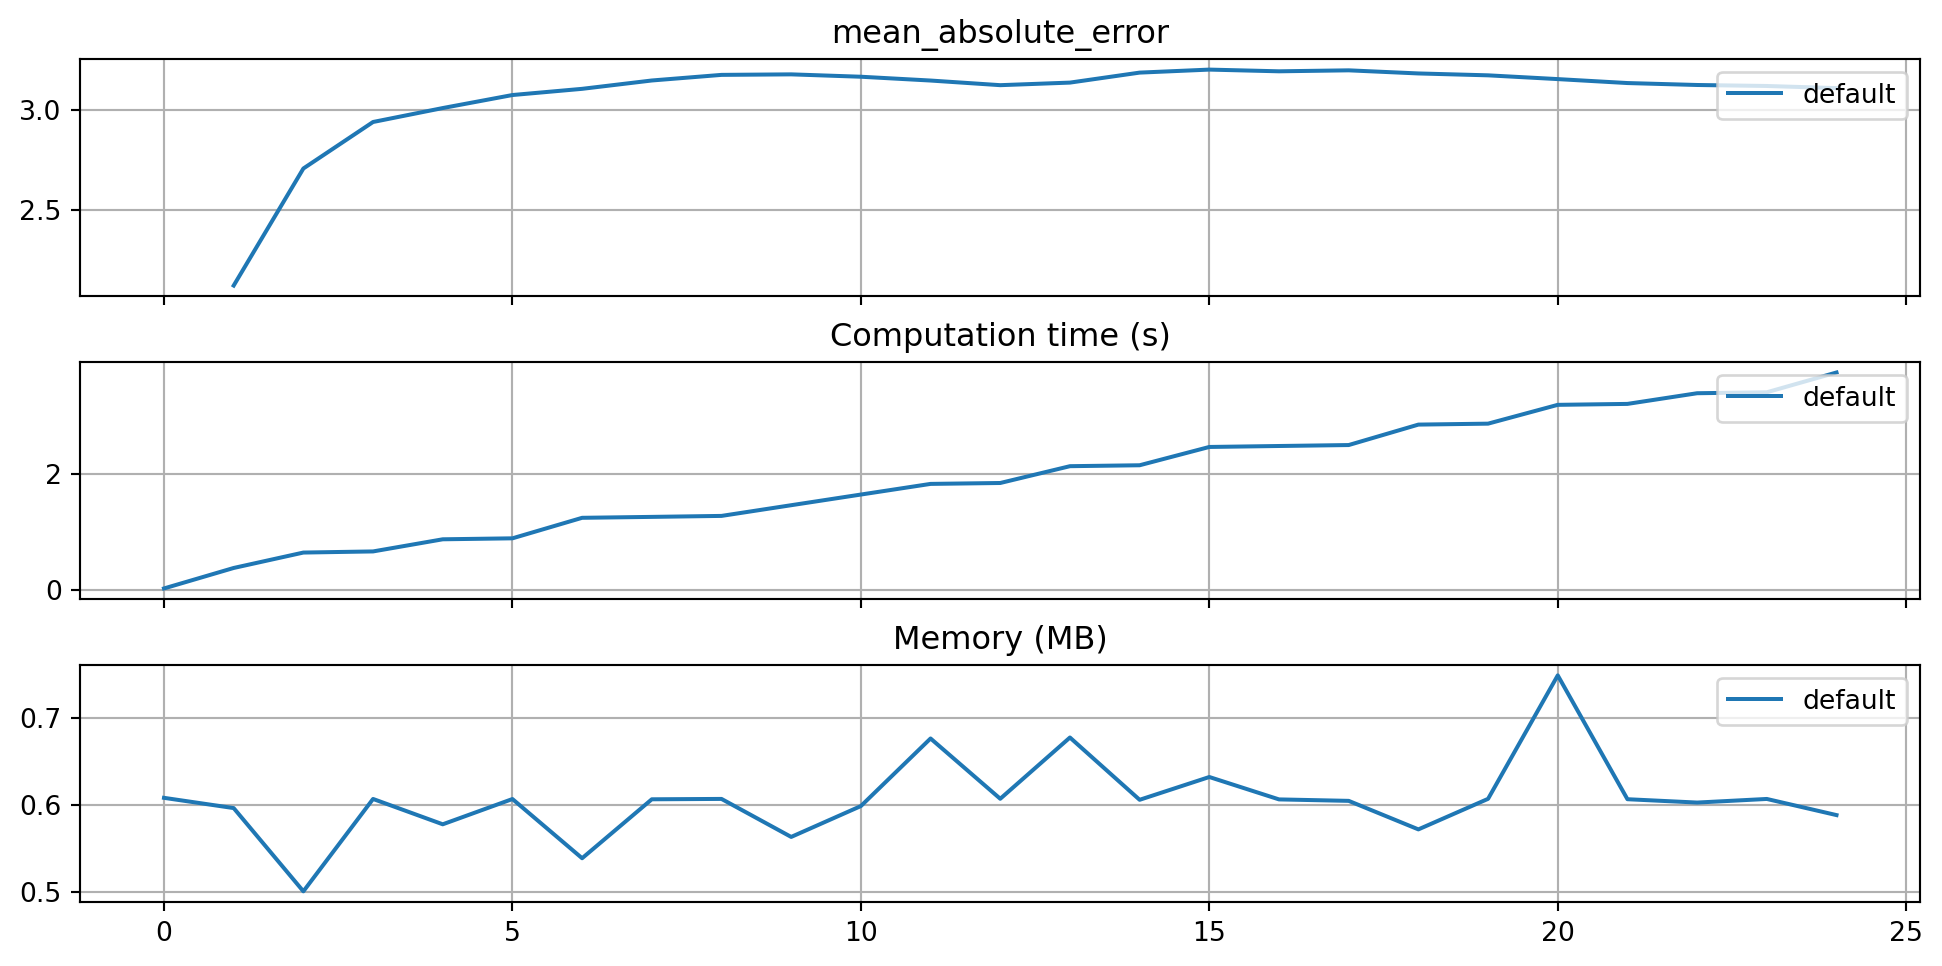 mean_absolute_error
3.0
2.5
default
Computation time (s)
2
0
default
Memory (MB)
0.7
0.6
0.5
default
0 5 10 15 20 25